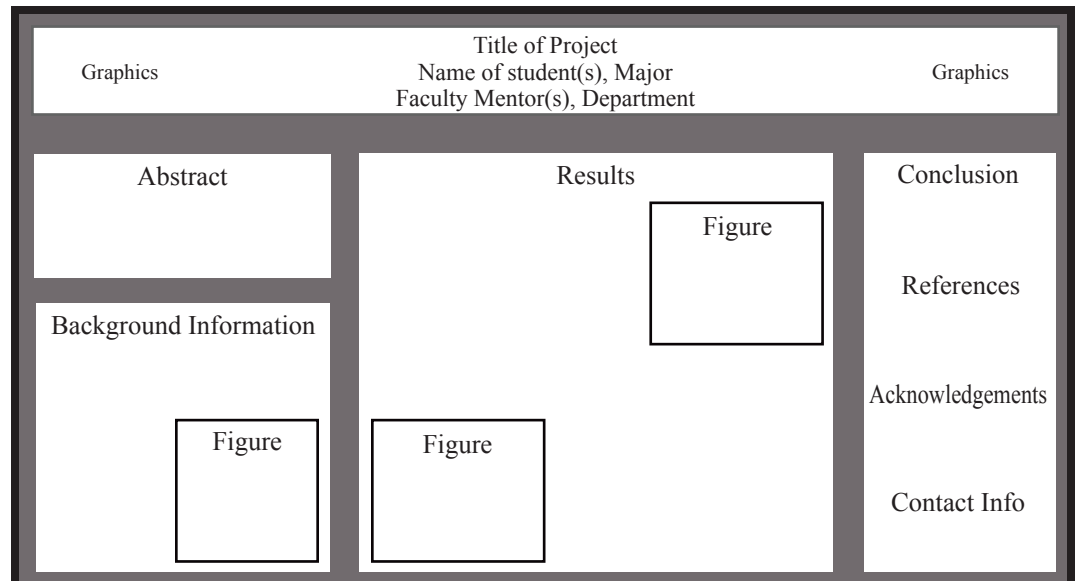 Graphics
Title of Project
Name of student(s), Major
Faculty Mentor(s), Department
Graphics
Abstract
Background Information
Figure
Results
Figure
Figure
Conclusion
References
Acknowledgements
Contact Info